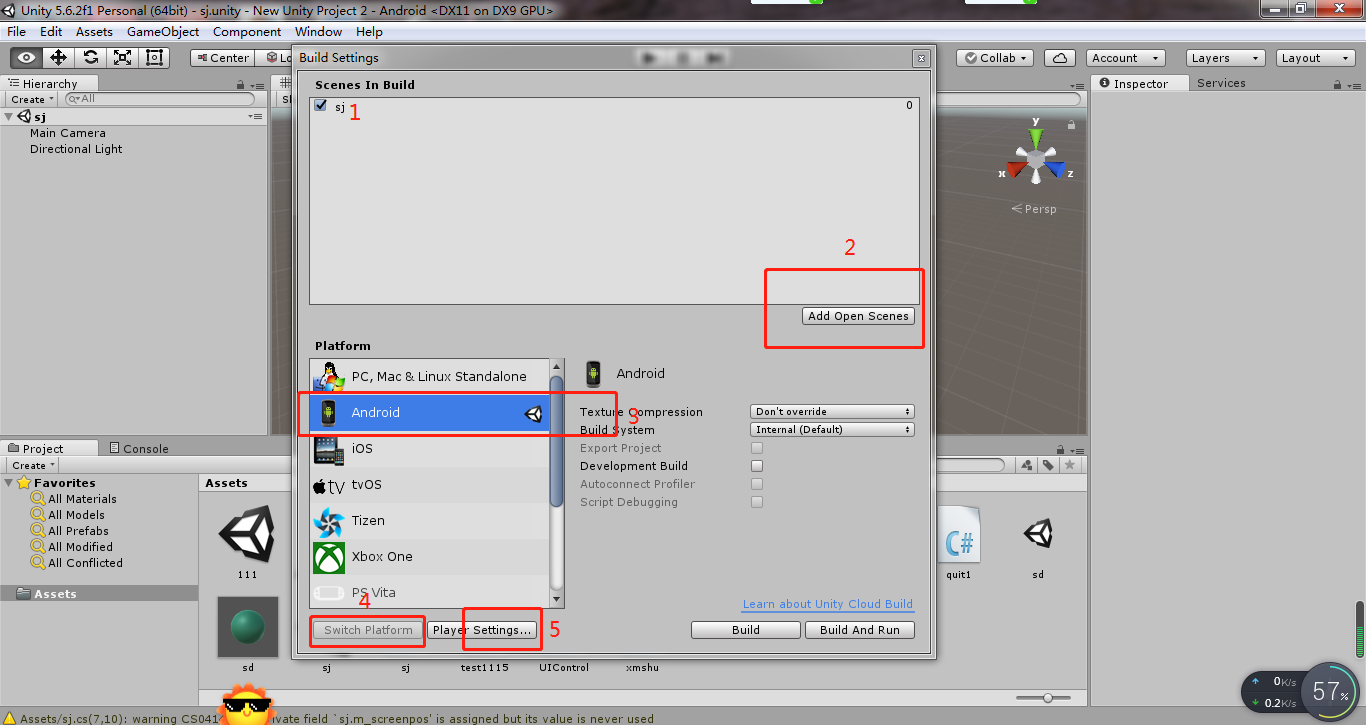 Unity 5.6.2f1 Personal (64bit) - sj.unity - New Unity Project 2 - Android <DX11 on DX9 GPU>
File Edit Assets GameObject Component Window Help
Center
Lo
Collab
Account
Layers
Layout
Build Settings
Hierarchy
Create
All
sj
Main Camera
Directional Light
Scenes In Build
sj
1
0
2
Add Open Scenes
Platform
PC, Mac & Linux Standalone
Android
3
iOS
tvOS
Tizen
Xbox One
PS Vita
4
Switch Platform
Player Settings...
5
Android
Texture Compression Don't override
Build System Internal (Default)
Export Project
Development Build
Autoconnect Profiler
Script Debugging
Learn about Unity Cloud Build
Build
Build And Run
y
x
z
Persp
Inspector
Services
Project
Console
Create
Favorites
All Materials
All Models
All Prefabs
All Modified
All Conflicted
Assets
Assets
111
C#
quit1
sd
sd
sj
sj
test1115
UIControl
xmshu
0K/s
0.2K/s
57%
Assets/sj.cs(7,10): warning CS041
ivate field `sj.m_screenpos' is assigned but its value is never used